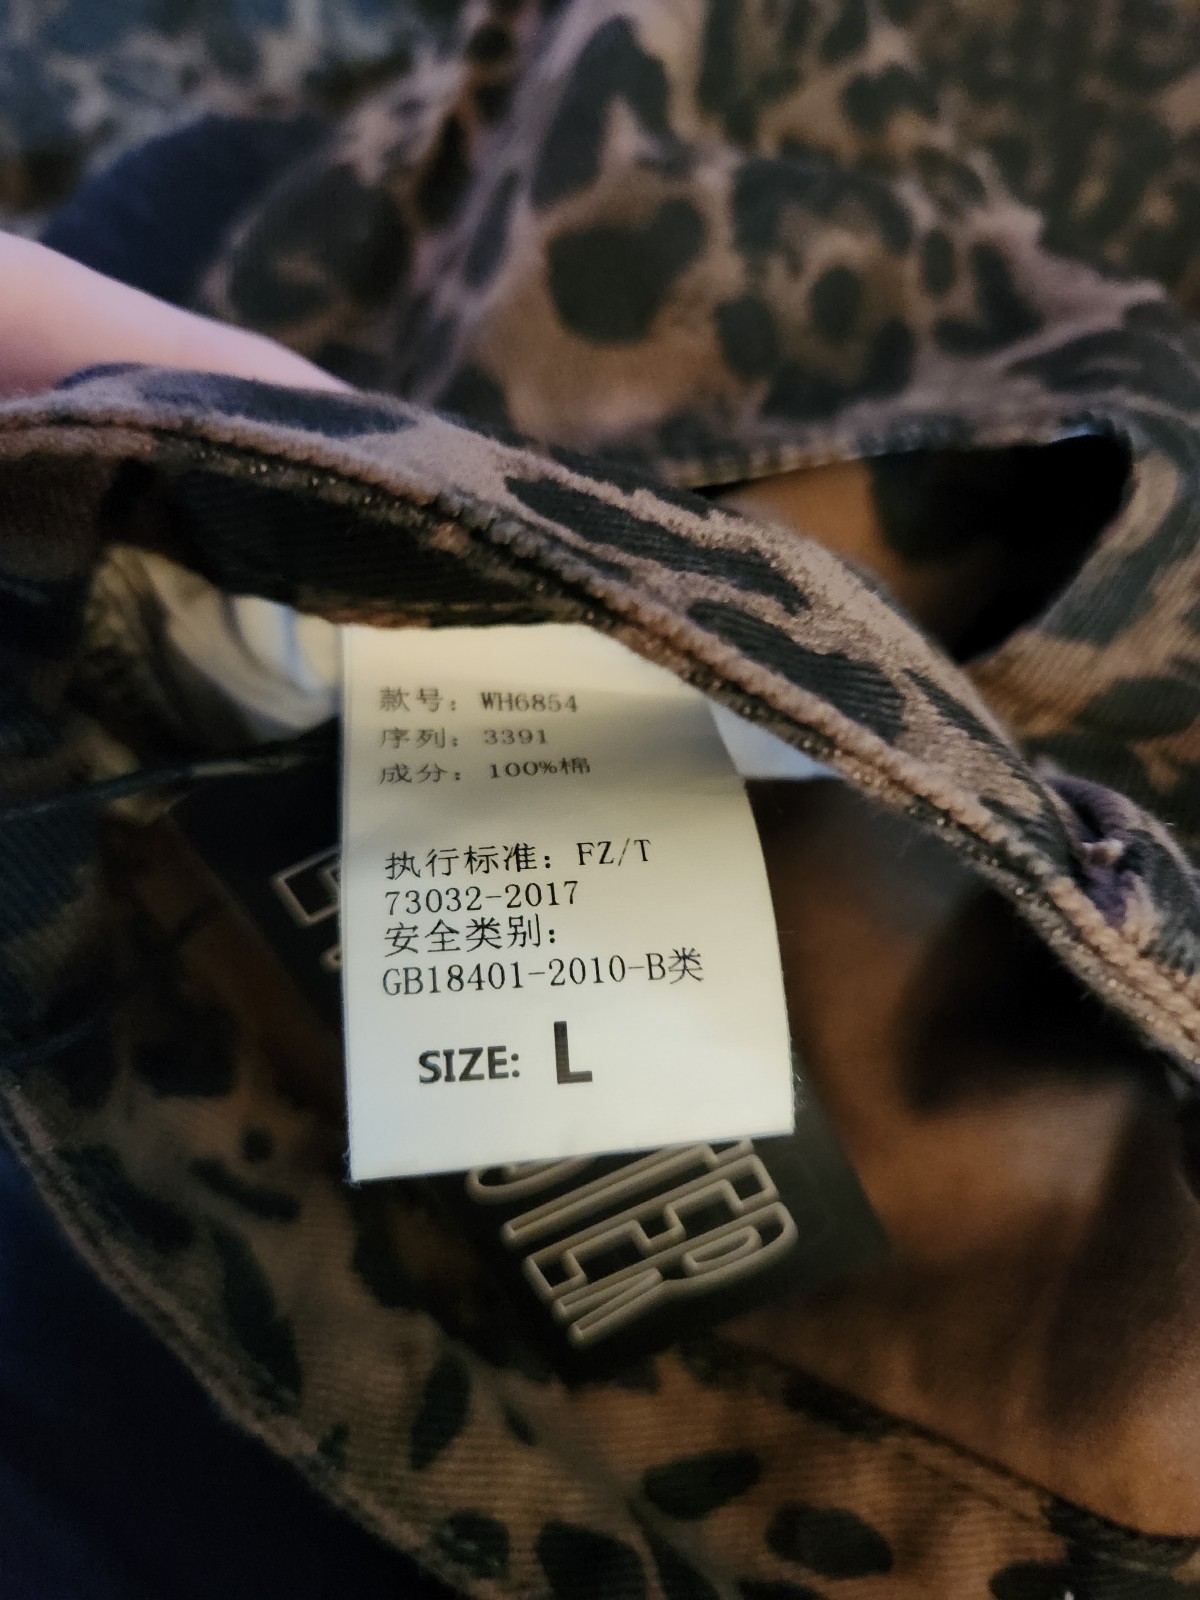 款号：WH6854
序列：3391
成分：100%棉
执行标准：FZ/T
73032-2017
安全类别：
GB18401-2010-B类
SIZE: L